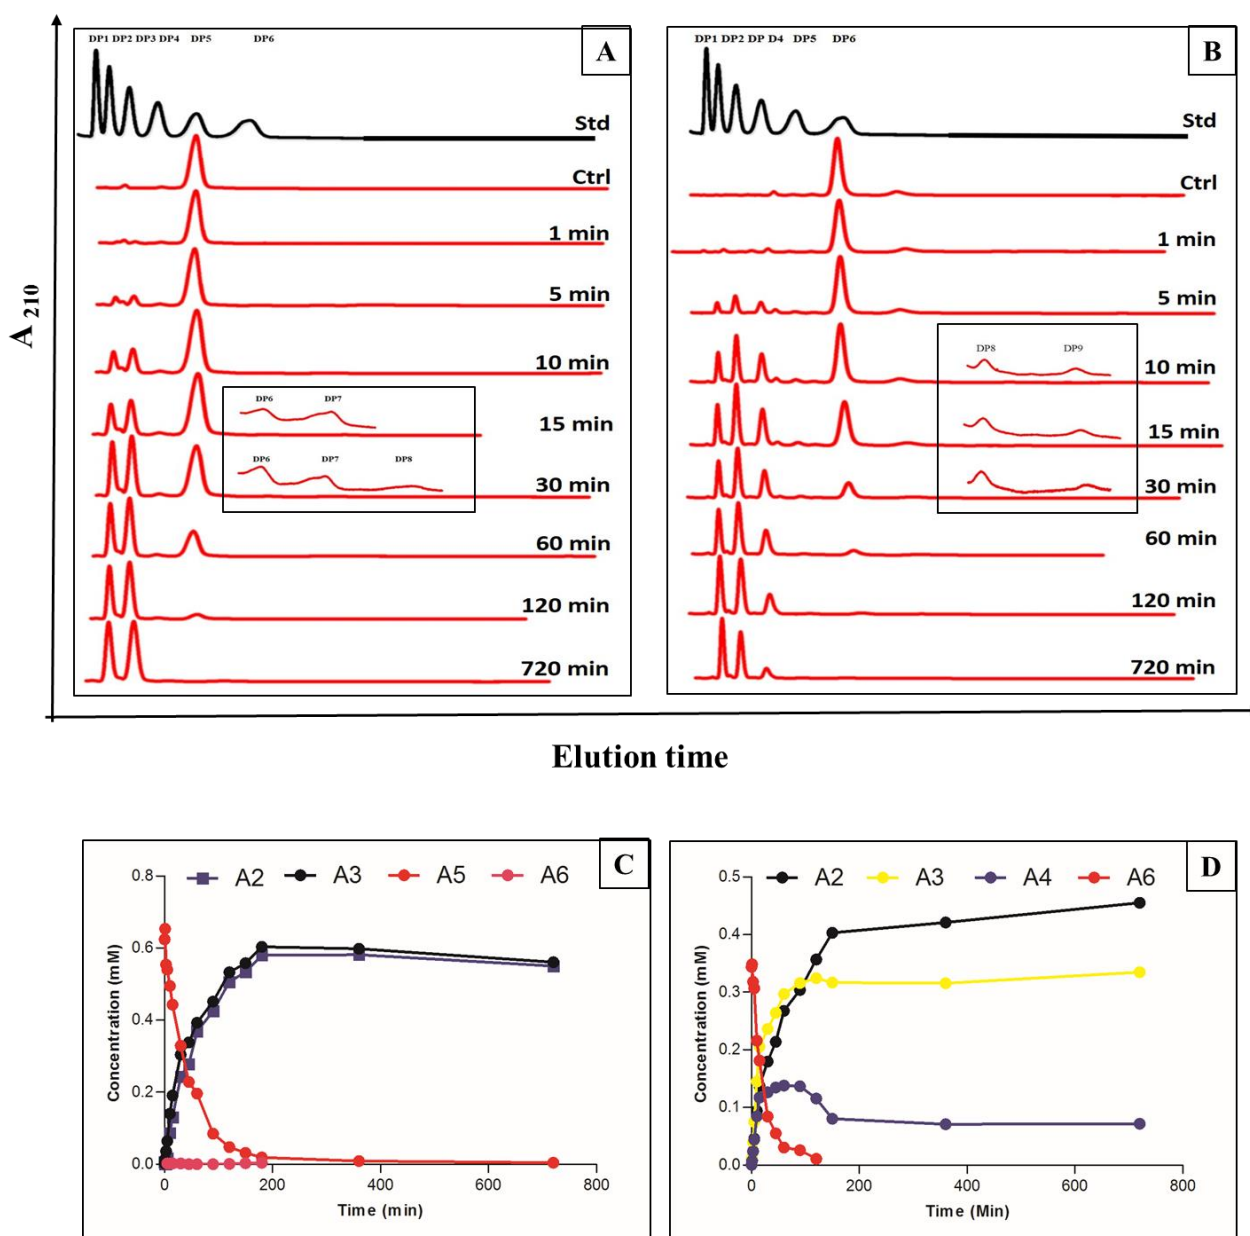 DP1 DP2 DP3 DP4 DP5 DP6
A
Std
Ctrl
1 min
5 min
10 min
15 min
30 min
60 min
120 min
720 min
DP6 DP7
DP6 DP7 DP8
DP1 DP2 DP D4 DP5 DP6
B
Std
Ctrl
1 min
5 min
10 min
15 min
30 min
60 min
120 min
720 min
DP8 DP9
A 210
Elution time
C
A2 A3 A5 A6
0.8
0.6
0.4
0.2
0.0
Concentration (mM)
0 200 400 600 800
Time (min)
D
A2 A3 A4 A6
0.5
0.4
0.3
0.2
0.1
0.0
Concentration (mM)
0 200 400 600 800
Time (Min)